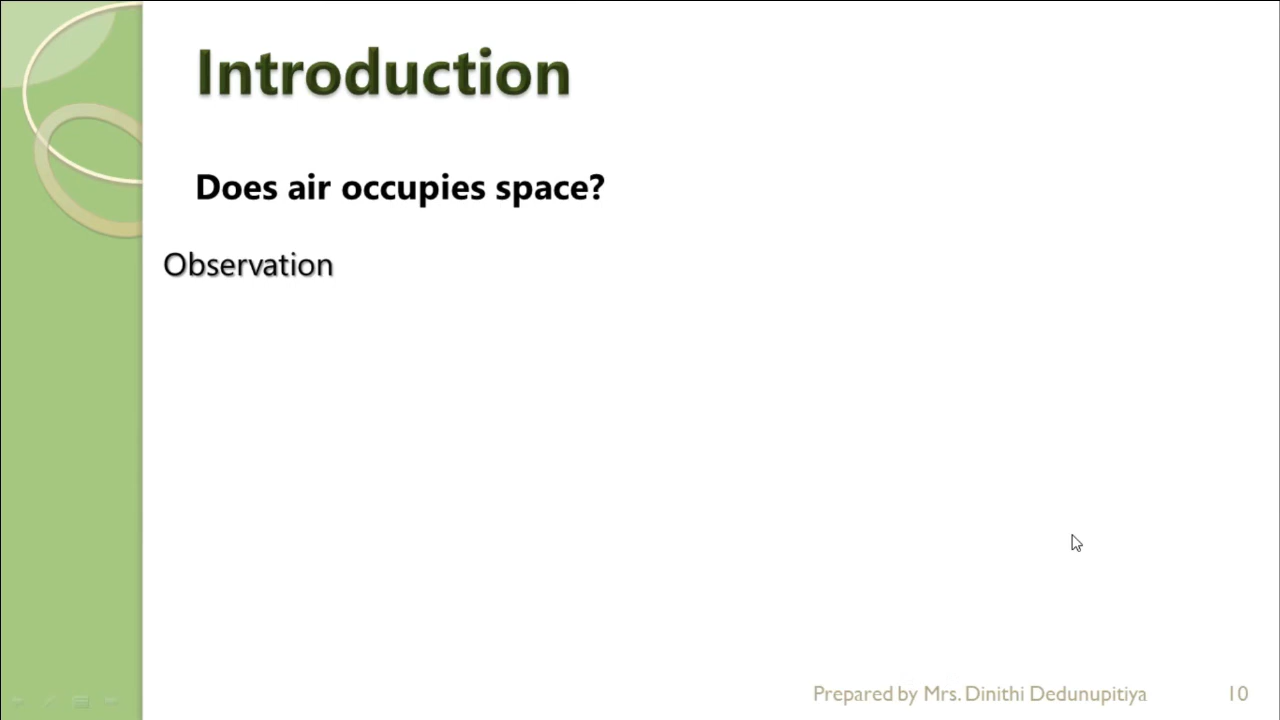 Introduction
Does air occupies space?
Observation
Prepared by Mrs. Dinithi Dedunupitiya
10